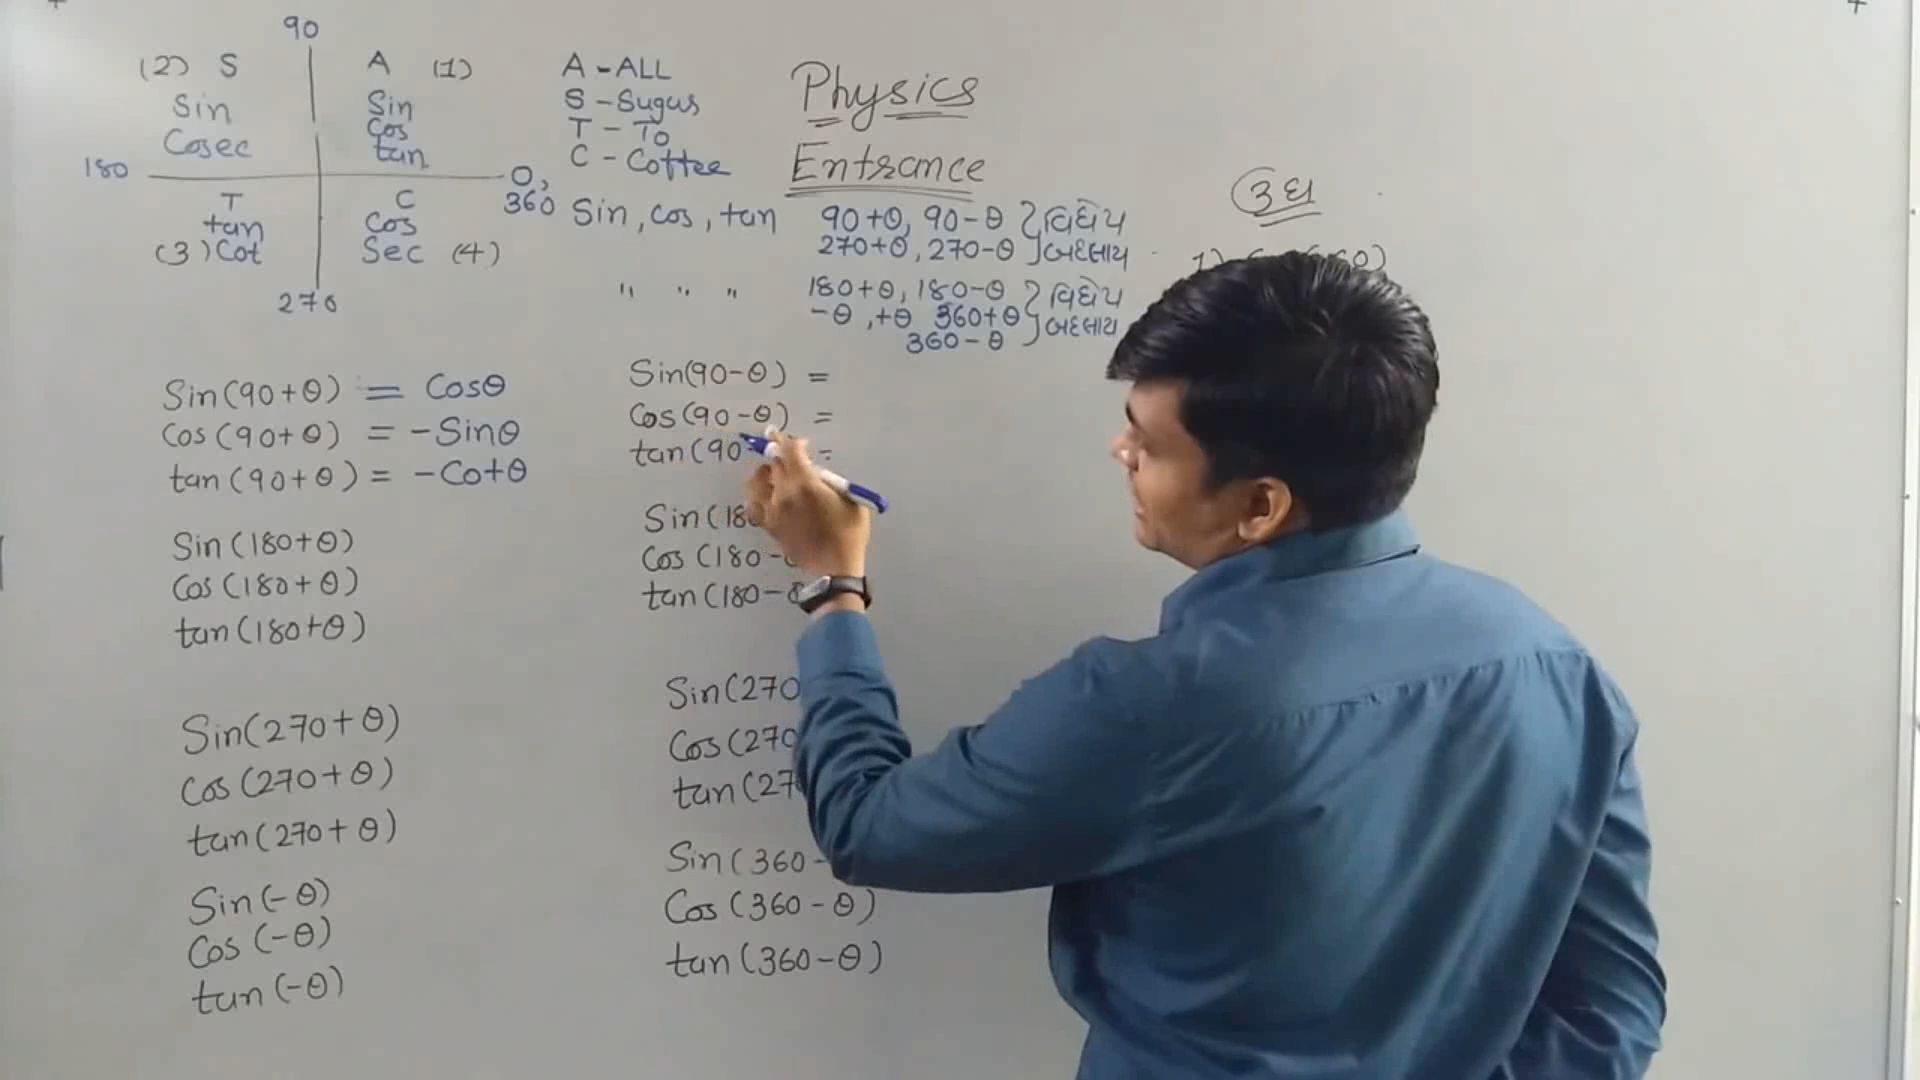 90
(2) S
Sin
Cosec
A (1)
Sin
Cos
tan
180
0,
360
T
tan
(3) Cot
C
Cos
Sec (4)
270
A - ALL
S - Sugus
T - To
C - Coffee
Physics
Entrance
Sin, cos, tan
90+θ, 90-θ
270+θ, 270-θ
વિધેય
બદલાય
" " "
180+θ, 180-θ
-θ, +θ 360+θ
360-θ
વિધેય
બદલાય
Sin(90+θ) = Cosθ
Cos(90+θ) = -Sinθ
tan(90+θ) = -Cotθ
Sin(180+θ)
Cos(180+θ)
tan(180+θ)
Sin(270+θ)
Cos(270+θ)
tan(270+θ)
Sin(-θ)
Cos(-θ)
tan(-θ)
Sin(90-θ) =
Cos(90-θ) =
tan(90- =
Sin(18
Cos(180-
tan(180-θ
Sin(270
Cos(270
tan(27
Sin(360-
Cos(360-θ)
tan(360-θ)
1)